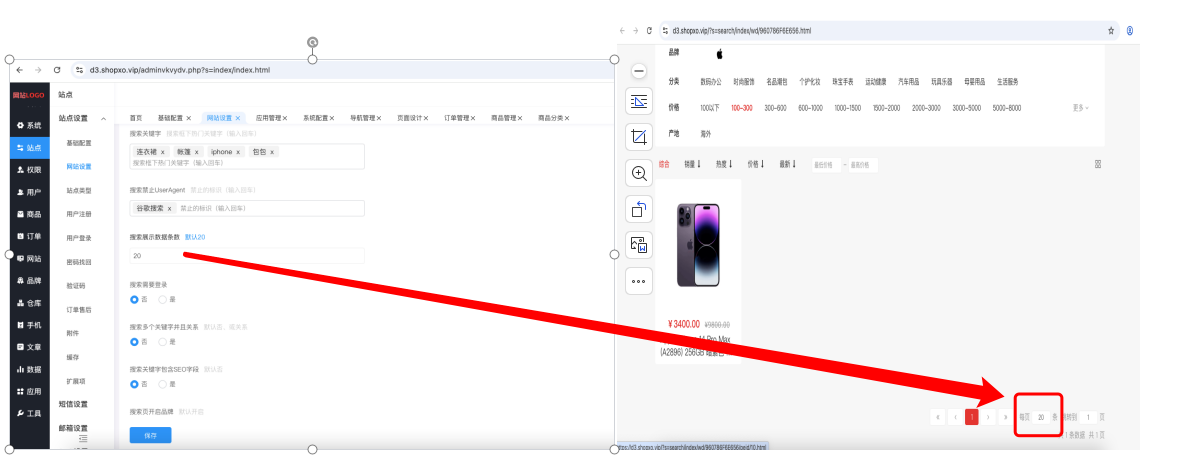 d3.shopxo.vip/adminvkvydv.php?s=index/index.html
网站LOGO
站点
系统
站点
权限
用户
商品
订单
网站
品牌
仓库
手机
文章
数据
应用
工具
站点设置
基础配置
网站设置
站点类型
用户注册
用户登录
密码找回
验证码
订单售后
附件
缓存
扩展项
短信设置
邮箱设置
首页 基础配置 × 网站设置 × 应用管理 × 系统配置 × 导航管理 × 页面设计 × 订单管理 × 商品管理 × 商品分类 ×
搜索关键字 搜索框下热门关键字（输入回车）
连衣裙 x 帐篷 x iphone x 包包 x
搜索框下热门关键字（输入回车）
搜索禁止UserAgent 禁止的标识（输入回车）
谷歌搜索 x 禁止的标识（输入回车）
搜索展示数据条数 默认20
20
搜索需要登录
否 是
搜索多个关键字并且关系 默认否、或关系
否 是
搜索关键字包含SEO字段 默认否
否 是
搜索页开启品牌 默认开启
保存
d3.shopxo.vip/?s=search/index/wd/960786F6E656.html
品牌
分类 数码办公 时尚服饰 名品潮包 个护化妆 珠宝手表 运动健康 汽车用品 玩具乐器 母婴用品 生活服务
价格 100以下 100-300 300-600 600-1000 1000-1500 1500-2000 2000-3000 3000-5000 5000-8000 更多
产地 海外
综合 销量 热度 价格 最新 最低价格 - 最高价格
¥3400.00 ¥9800.00
14 Pro Max
(A2896) 256GB 暗紫色
« ‹ 1 › » 每页 20 条 跳转到 1 页
1 条数据 共1页